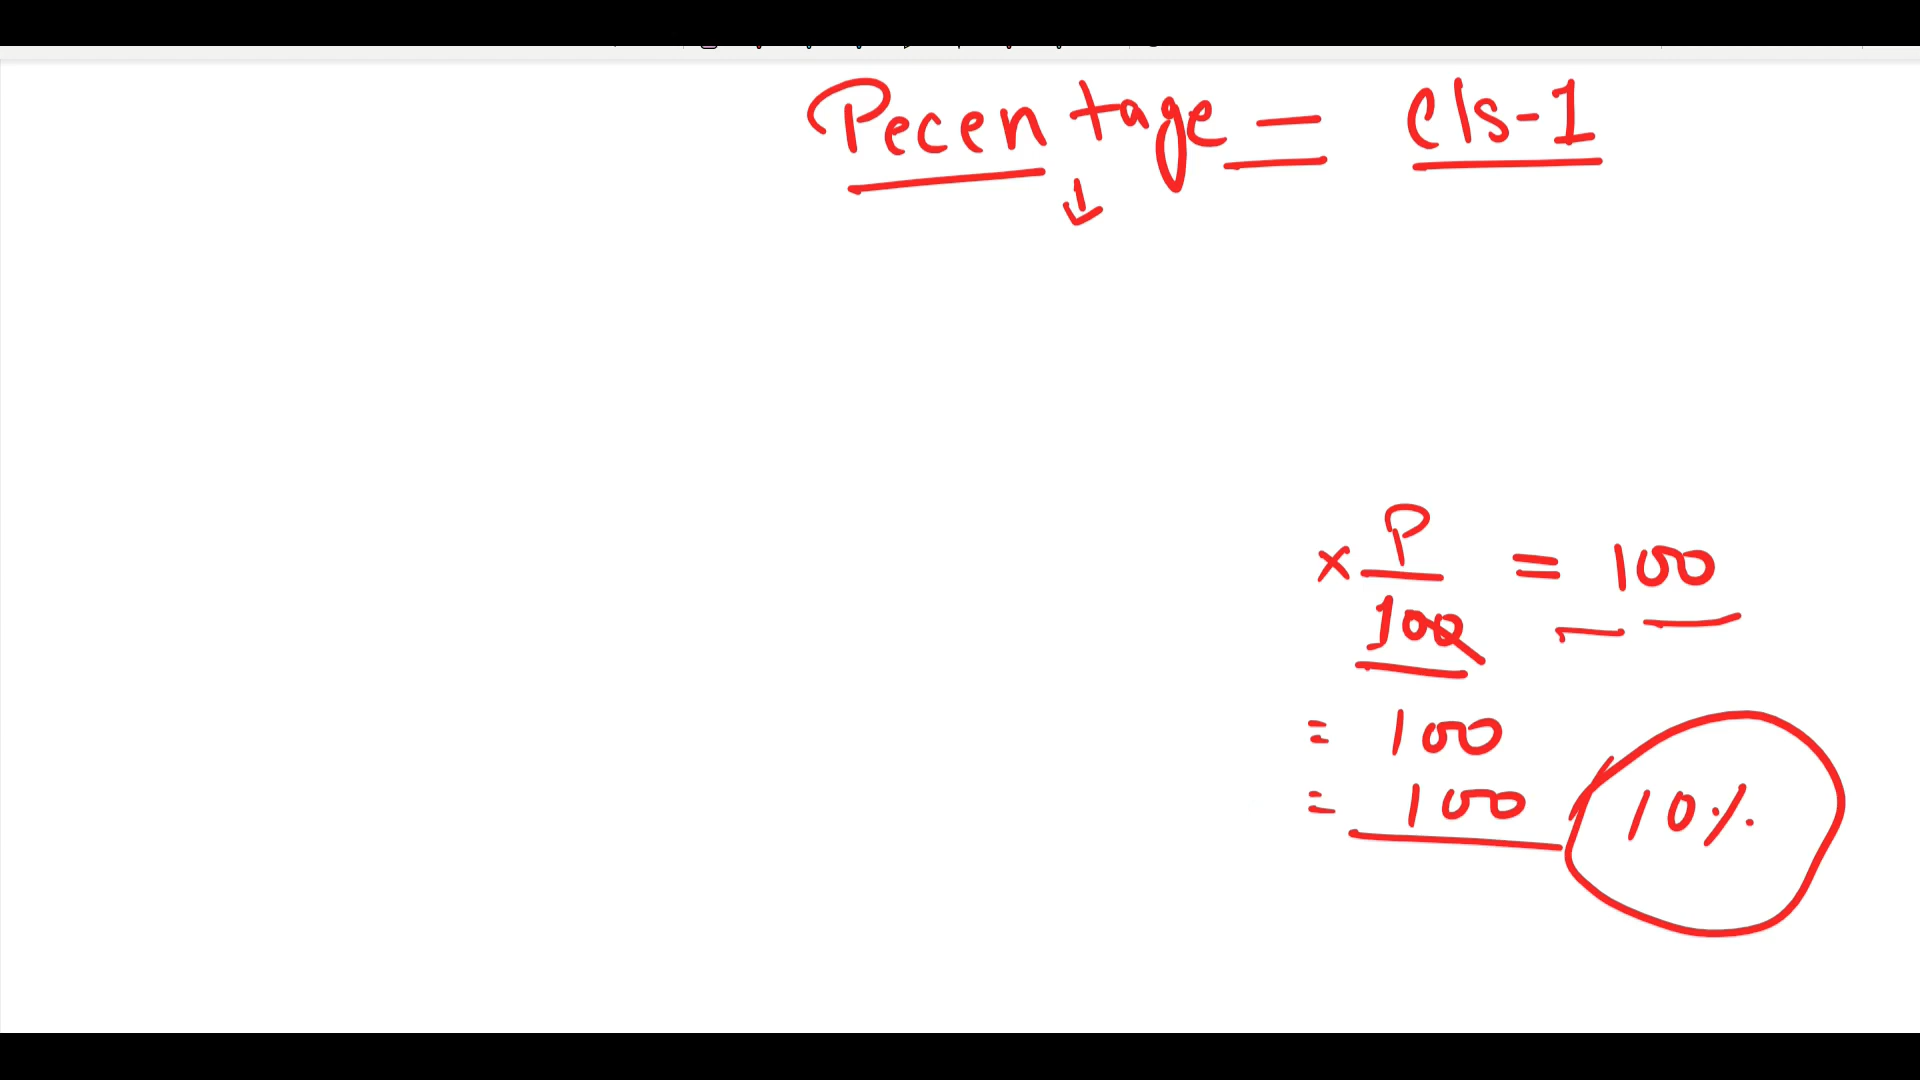 Pecentage = cls-1
× P/100 = 100
= 100
= 100 10%